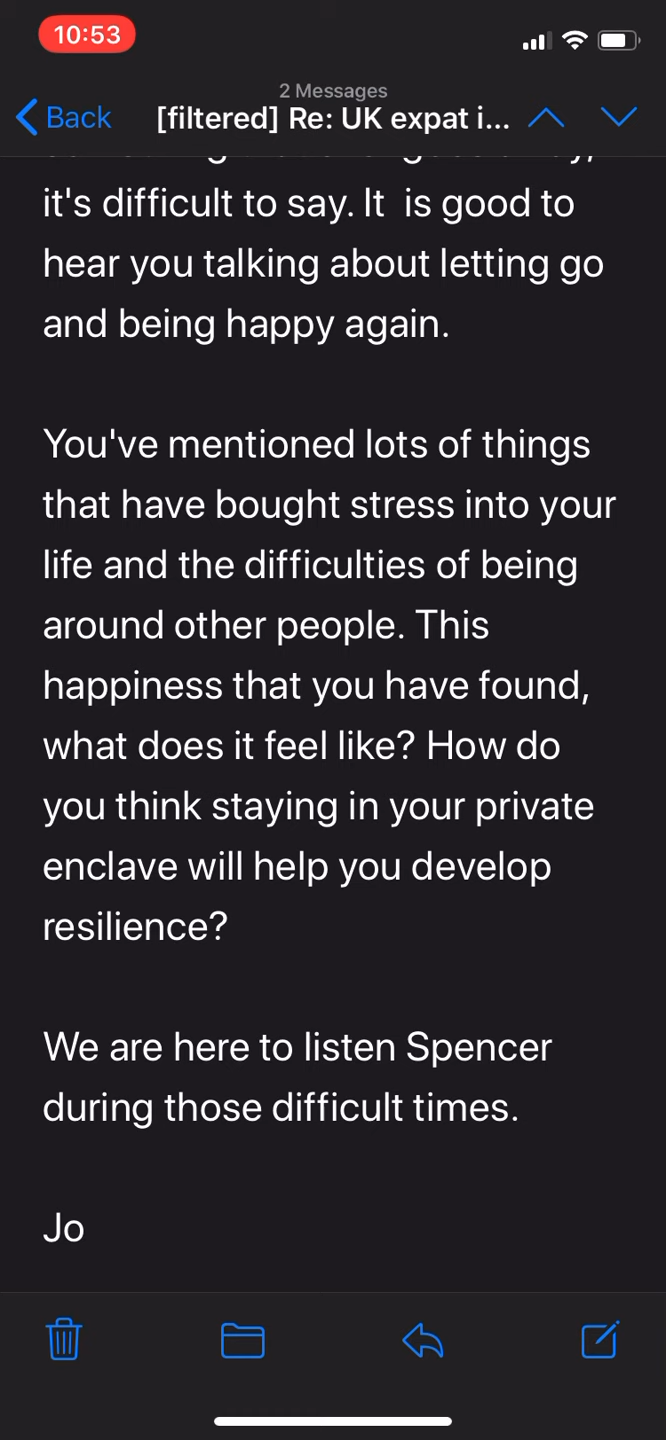 10:53
2 Messages
Back
[filtered] Re: UK expat i...
it's difficult to say. It  is good to
hear you talking about letting go
and being happy again.
You've mentioned lots of things
that have bought stress into your
life and the difficulties of being
around other people. This
happiness that you have found,
what does it feel like? How do
you think staying in your private
enclave will help you develop
resilience?
We are here to listen Spencer
during those difficult times.
Jo